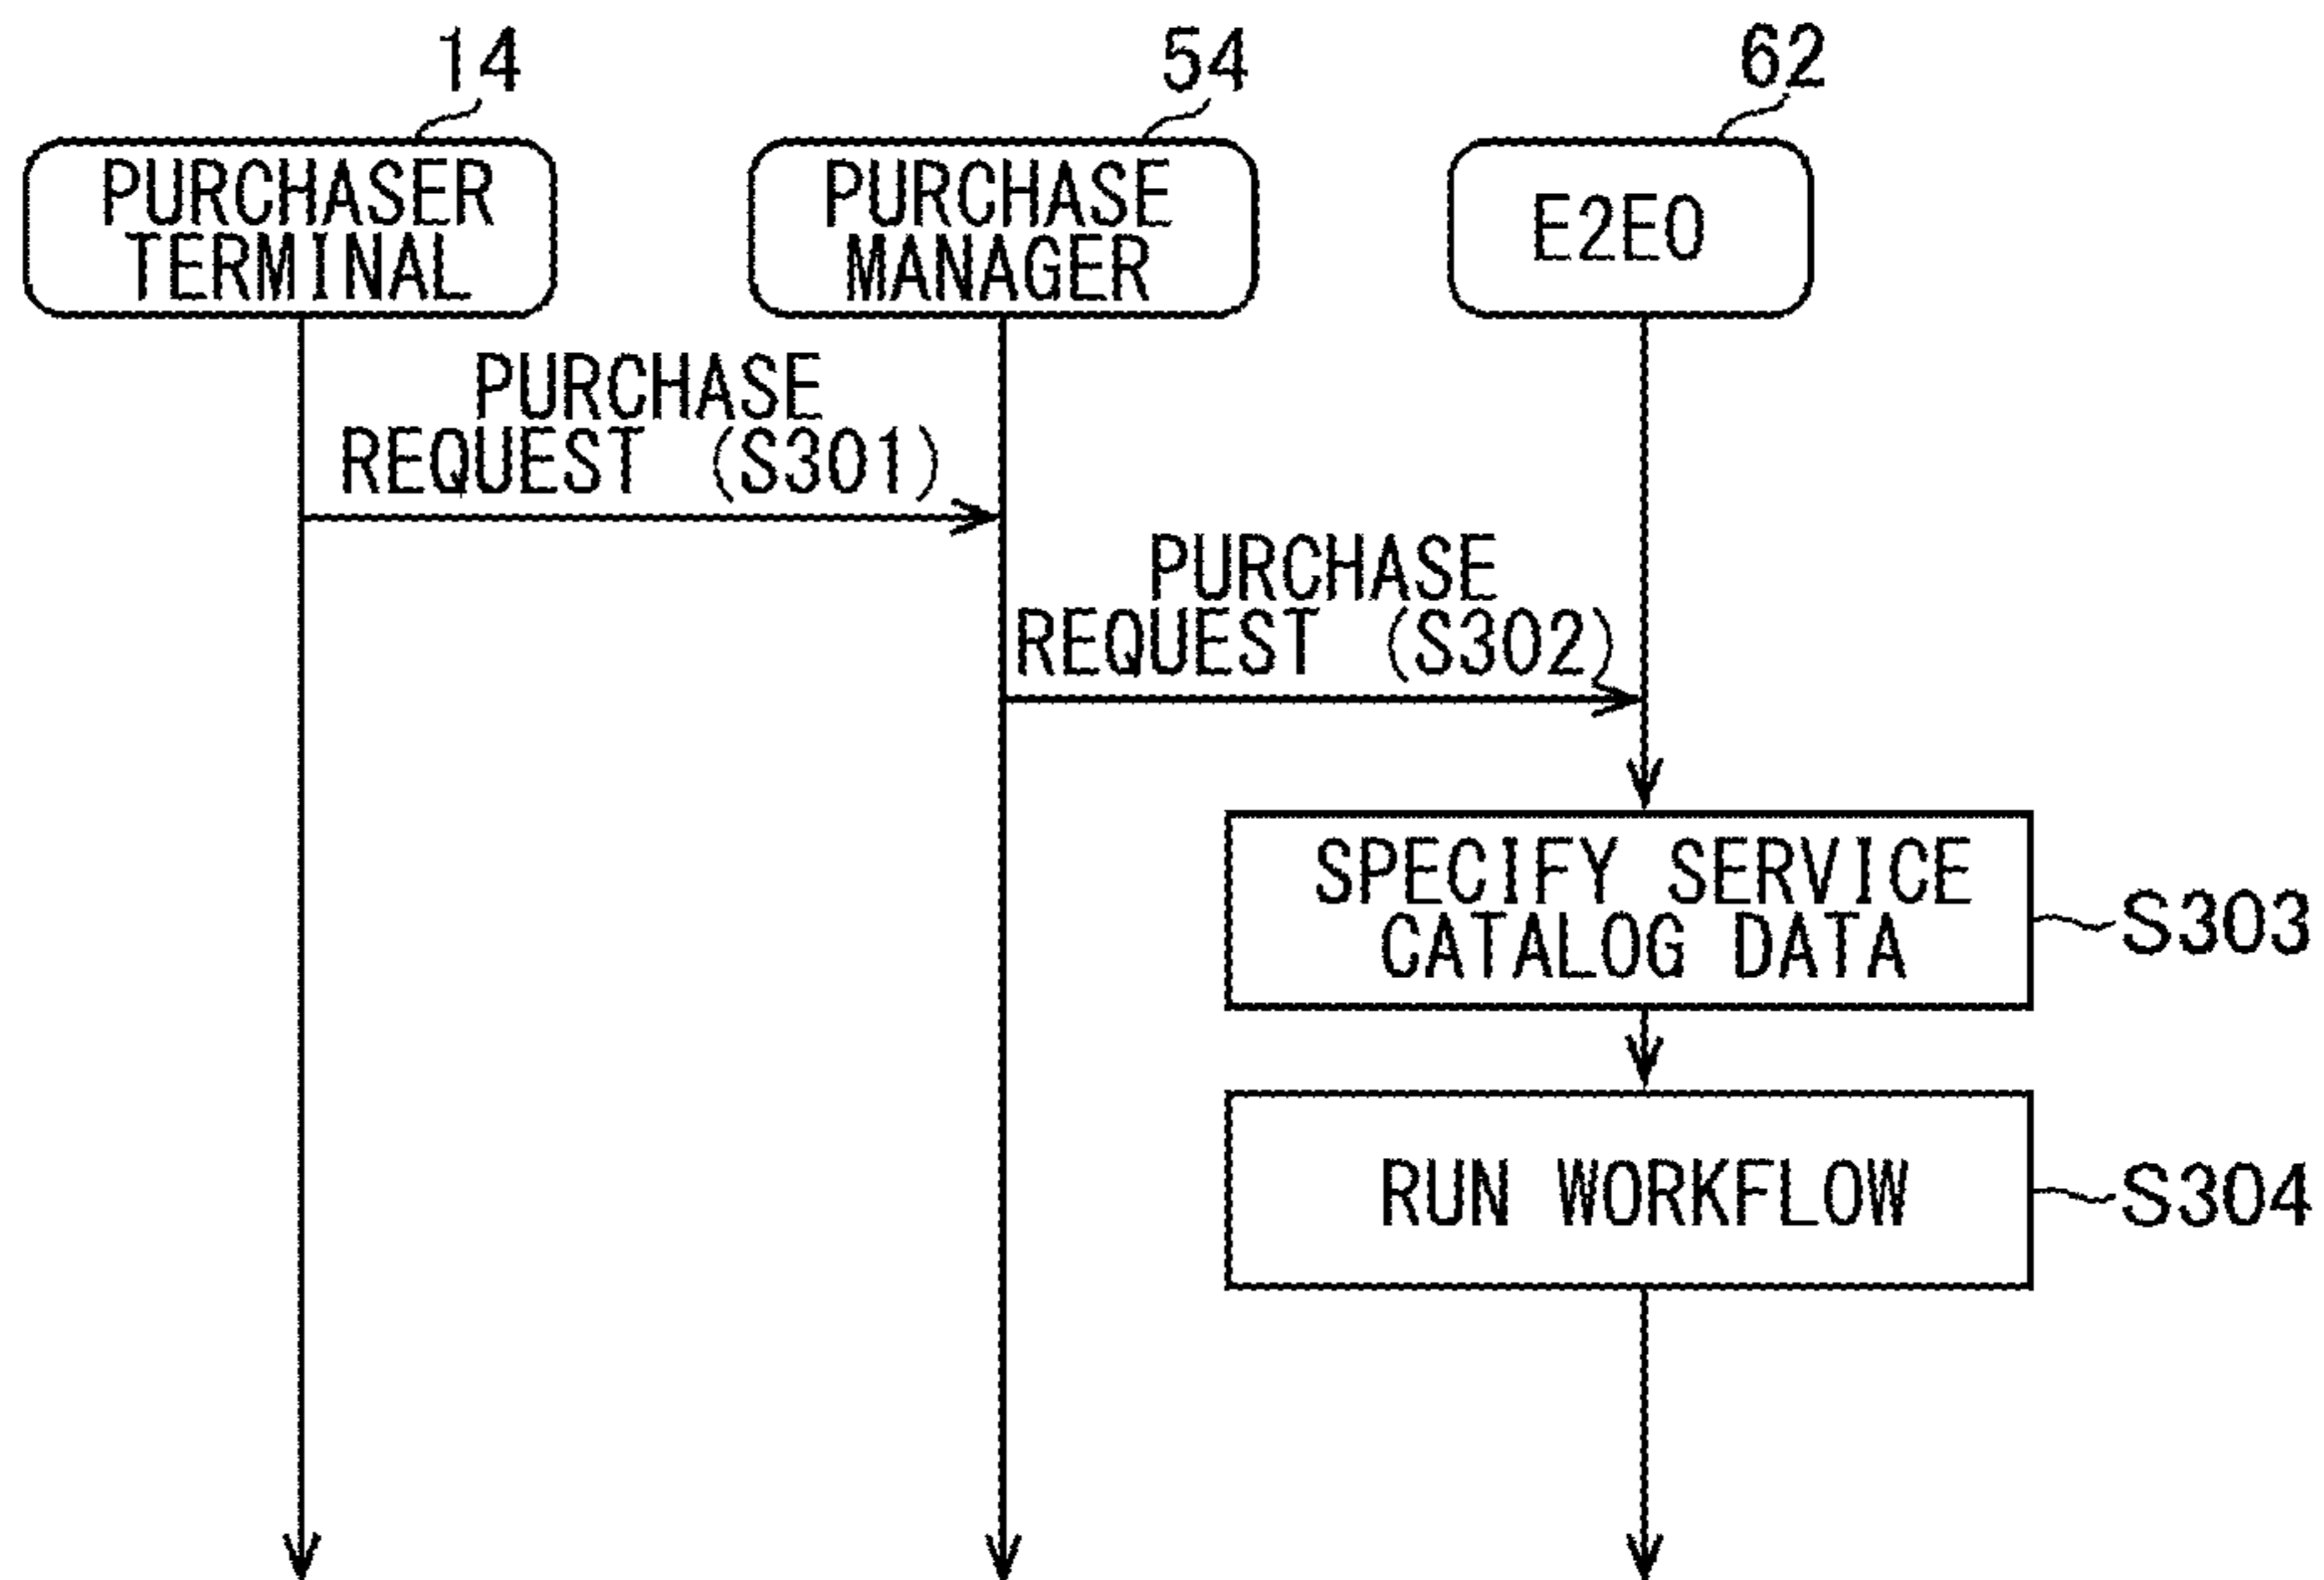 14
54
62
PURCHASER
TERMINAL
PURCHASE
MANAGER
E2EO
PURCHASE
REQUEST (S301)
PURCHASE
REQUEST (S302)
SPECIFY SERVICE
CATALOG DATA
S303
RUN WORKFLOW
S304